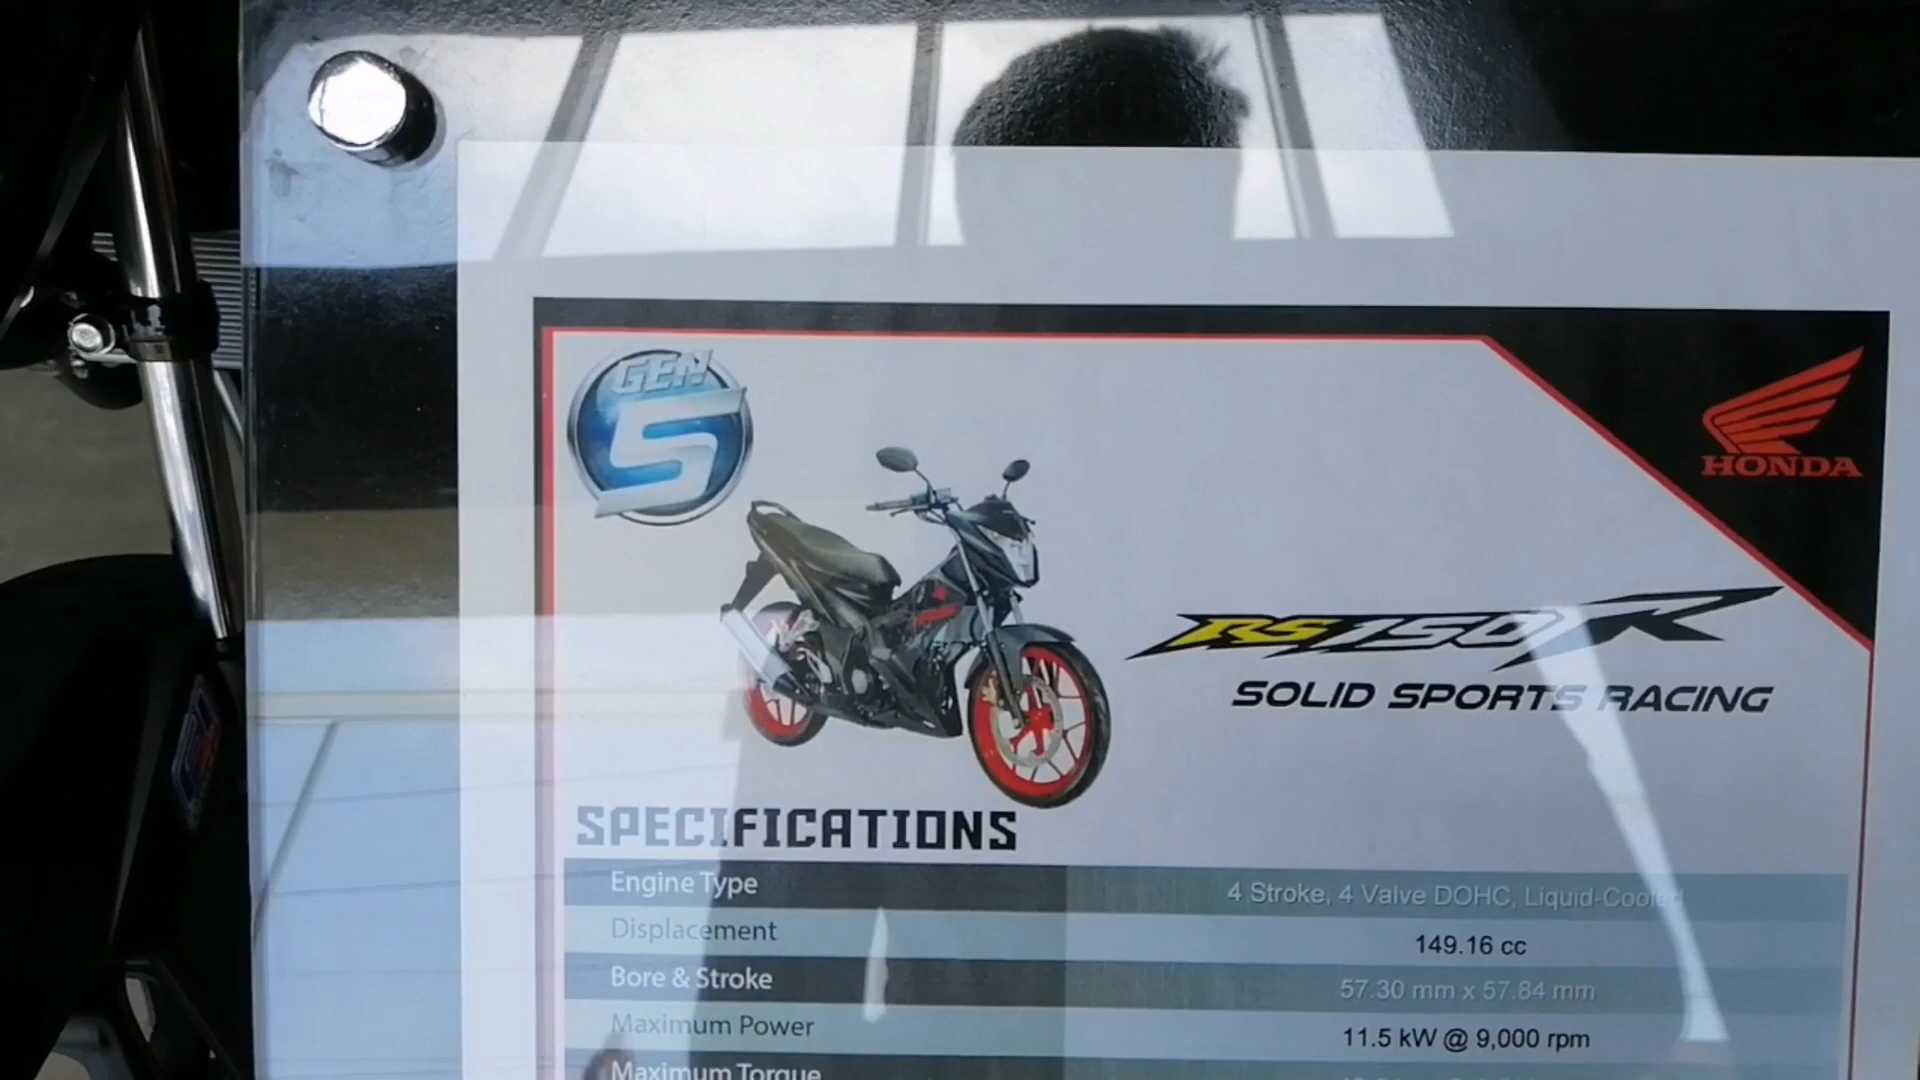 GEN
5
HONDA
RS150R
SOLID SPORTS RACING
SPECIFICATIONS
Engine Type 4 Stroke, 4 Valve DOHC, Liquid-Cooled
Displacement 149.16 cc
Bore & Stroke 57.30 mm x 57.84 mm
Maximum Power 11.5 kW @ 9,000 rpm
Maximum Torque